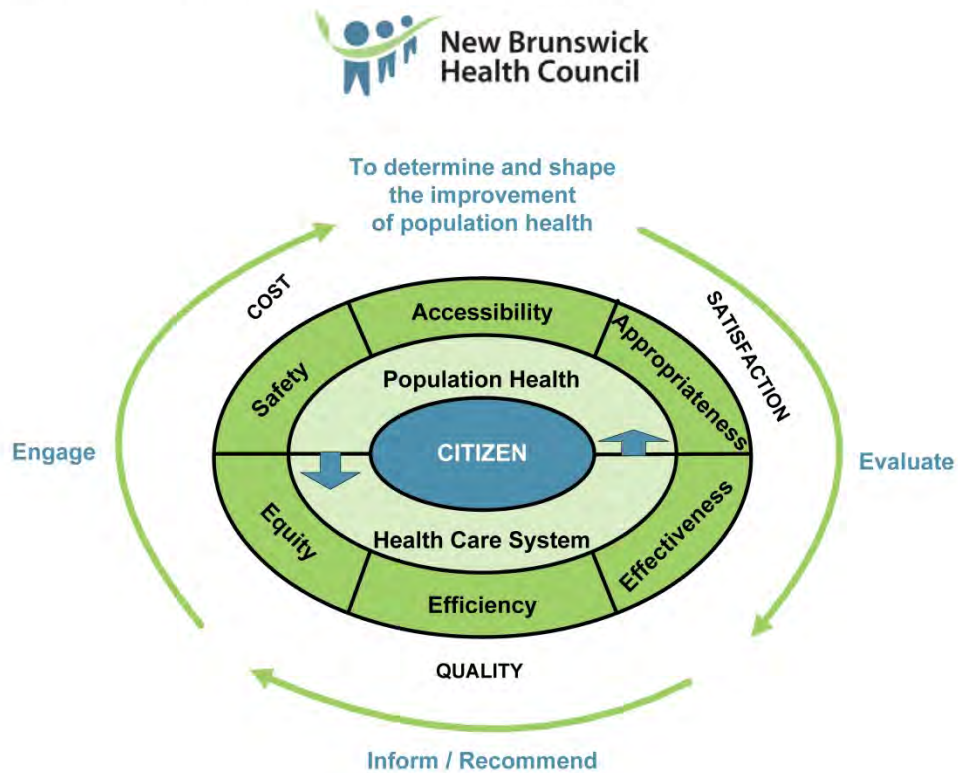 New Brunswick
Health Council
To determine and shape
the improvement
of population health
COST
SATISFACTION
Accessibility
Safety
Appropriateness
Population Health
Engage
CITIZEN
Evaluate
Equity
Health Care System
Effectiveness
Efficiency
QUALITY
Inform / Recommend